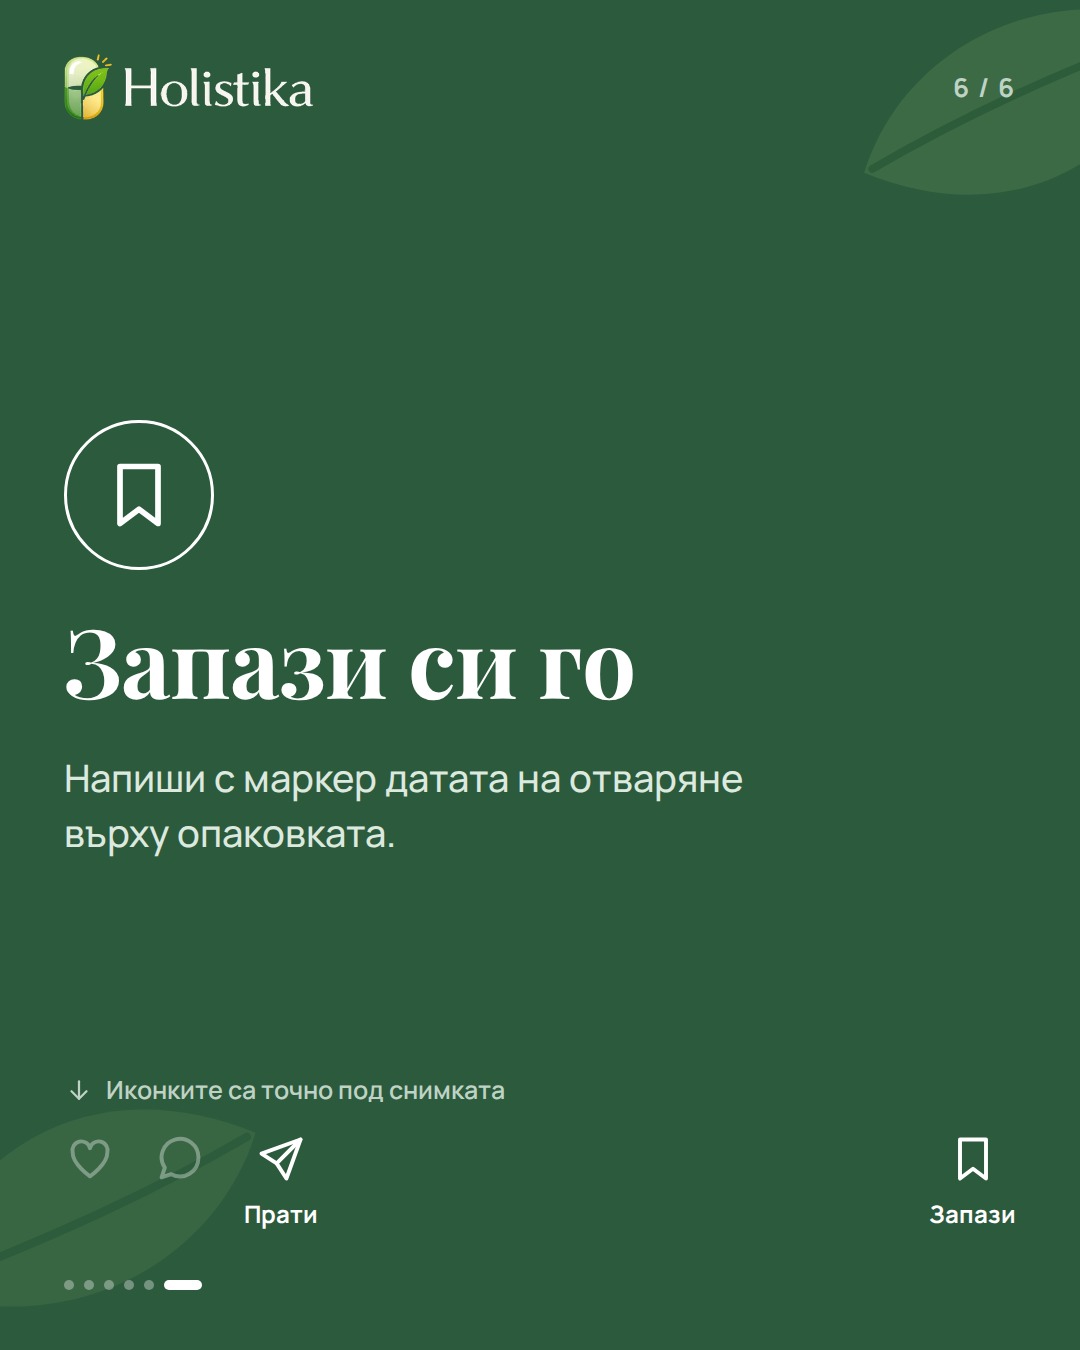 Holistika
6 / 6
Запази си го
Напиши с маркер датата на отваряне
върху опаковката.
↓ Иконките са точно под снимката
Прати
Запази